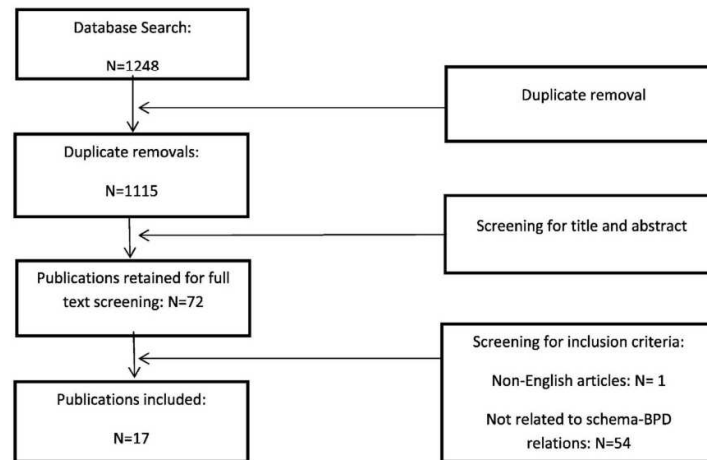 Database Search:
N=1248
Duplicate removal
Duplicate removals:
N=1115
Screening for title and abstract
Publications retained for full
text screening: N=72
Screening for inclusion criteria:
Non-English articles: N= 1
Not related to schema-BPD
relations: N=54
Publications included:
N=17